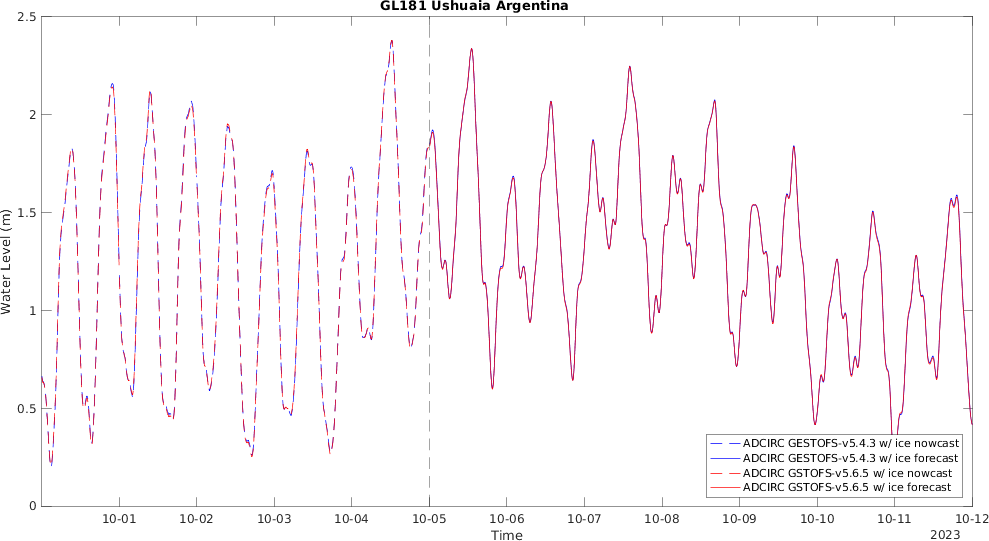 GL181 Ushuaia Argentina
2.5
2
1.5
1
0.5
0
Water Level (m)
10-01 10-02 10-03 10-04 10-05 10-06 10-07 10-08 10-09 10-10 10-11 10-12
Time
2023
ADCIRC GESTOFS-v5.4.3 w/ ice nowcast
ADCIRC GESTOFS-v5.4.3 w/ ice forecast
ADCIRC GSTOFS-v5.6.5 w/ ice nowcast
ADCIRC GSTOFS-v5.6.5 w/ ice forecast